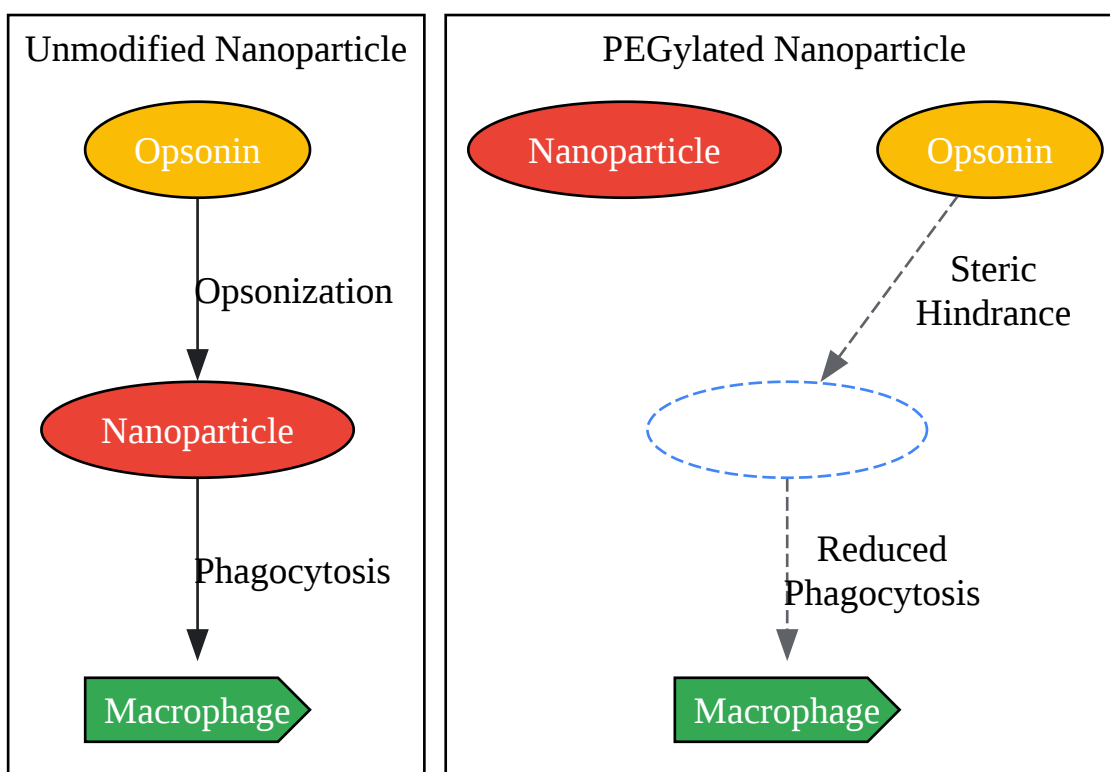 Unmodified Nanoparticle
Opsonin
Opsonization
Nanoparticle
Phagocytosis
Macrophage
PEGylated Nanoparticle
Nanoparticle
Opsonin
Steric
Hindrance
Reduced
Phagocytosis
Macrophage